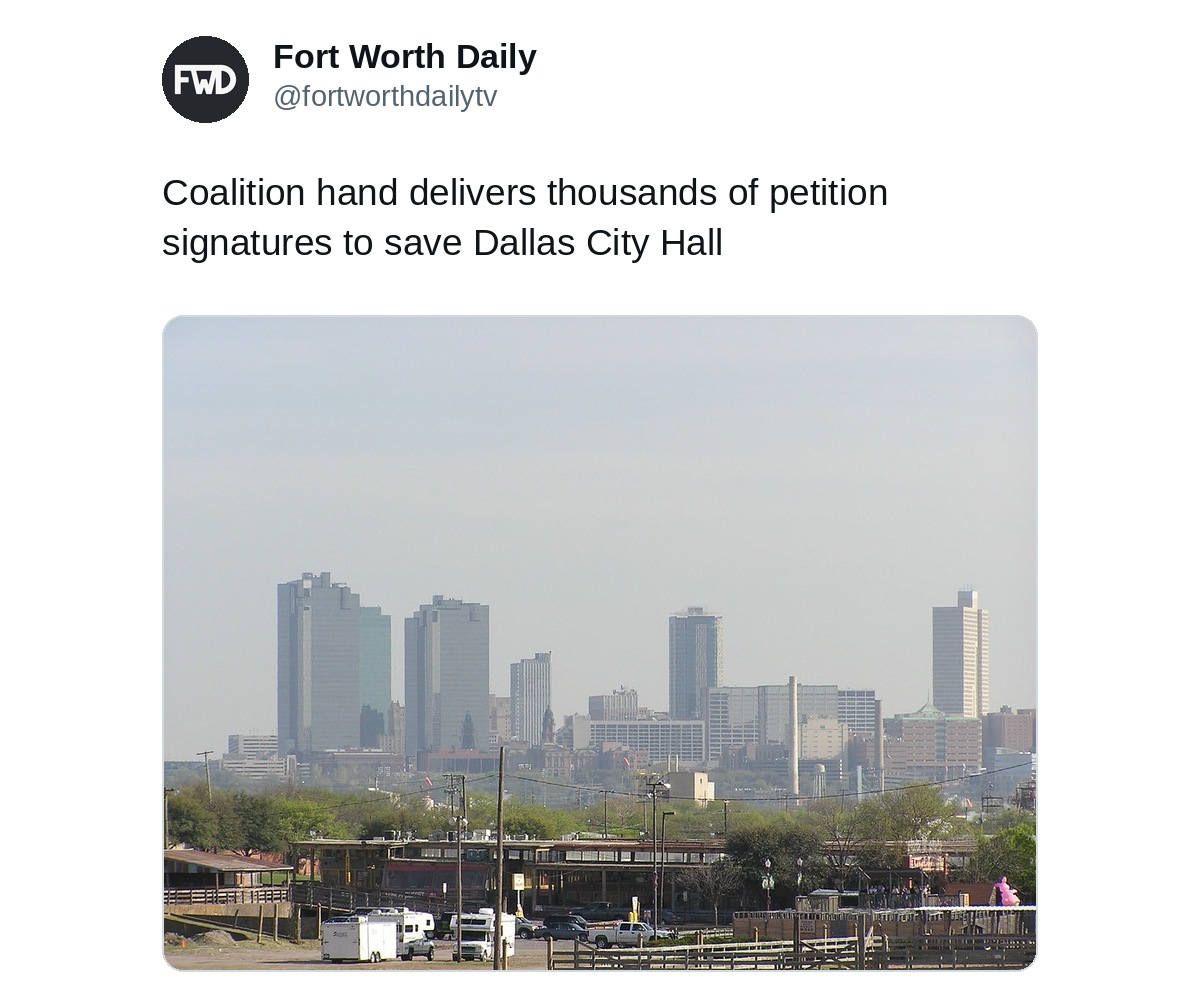 FWD
Fort Worth Daily
@fortworthdailytv
Coalition hand delivers thousands of petition
signatures to save Dallas City Hall